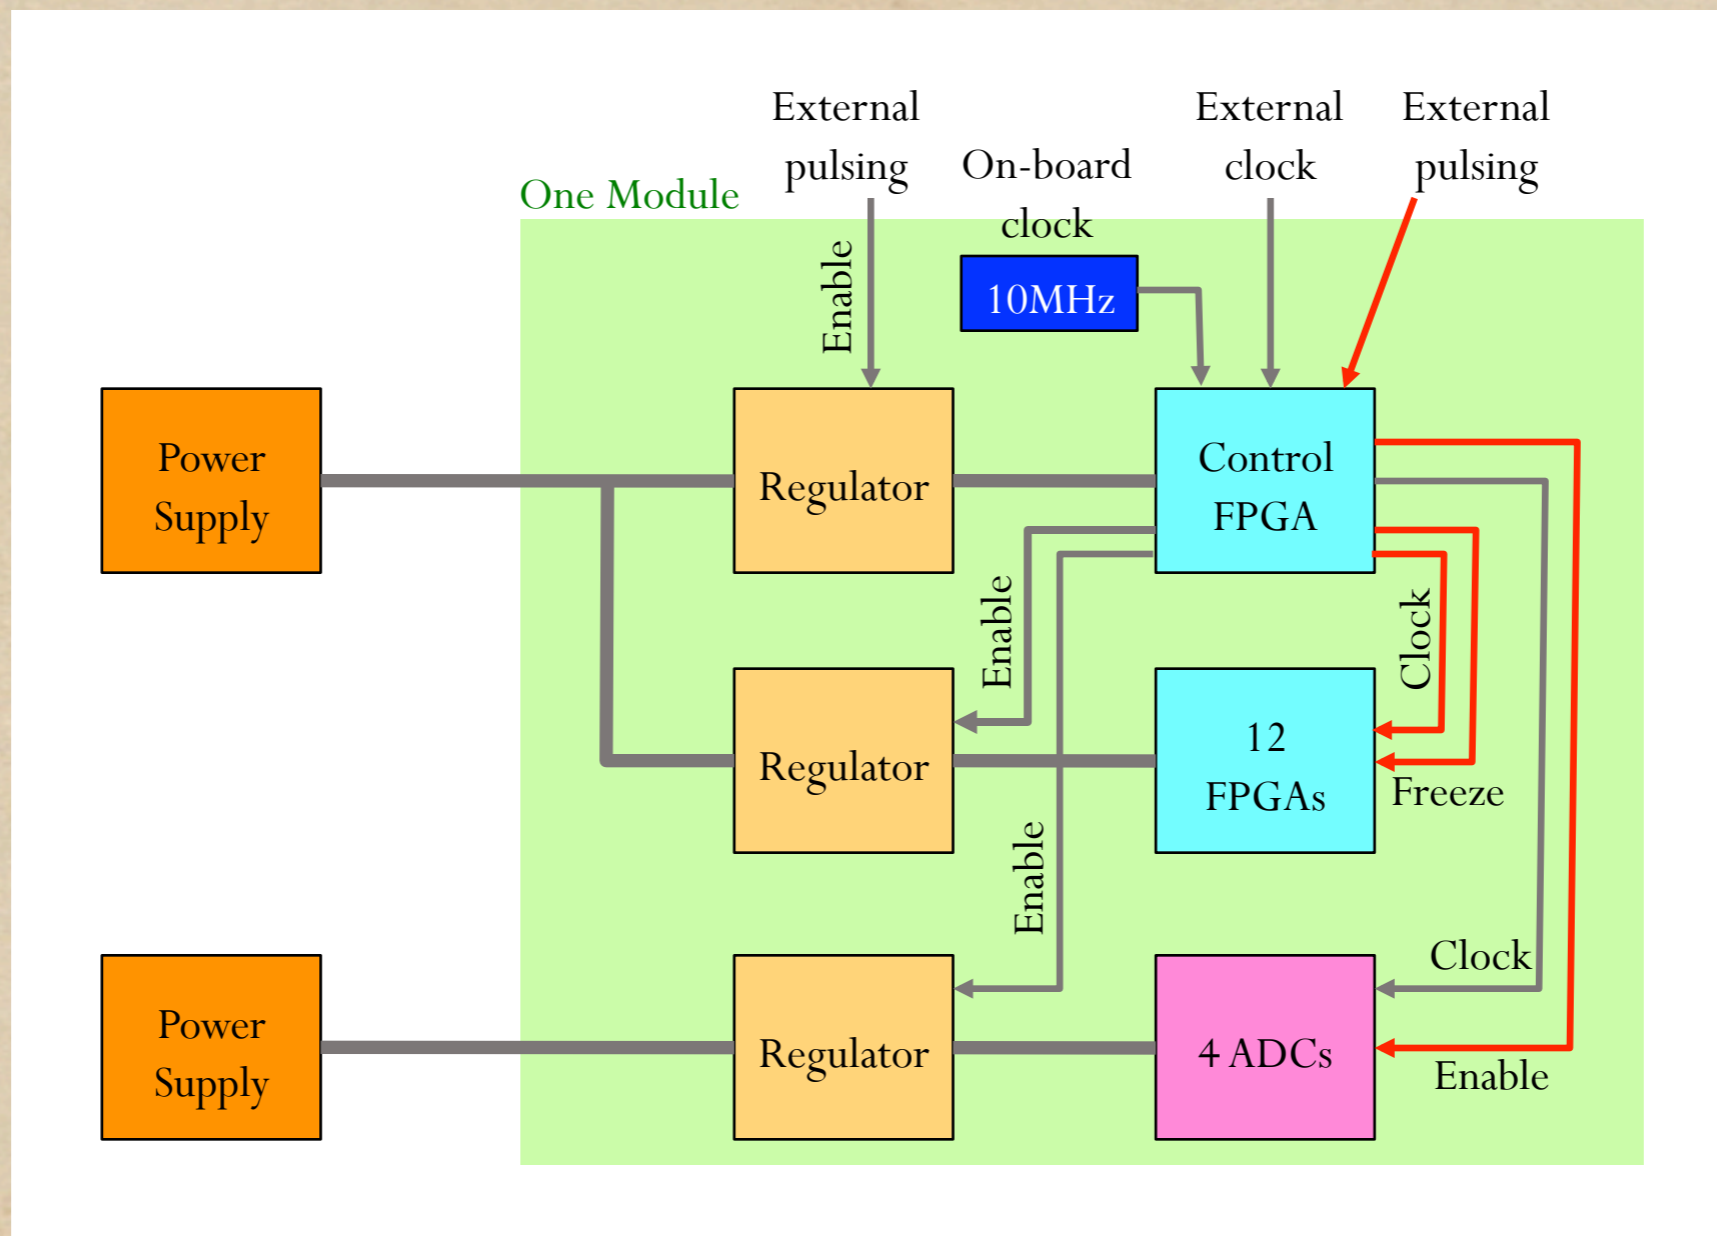 External
pulsing
On-board
clock
External
clock
External
pulsing
One Module
Enable
10MHz
Power
Supply
Regulator
Control
FPGA
Enable
Clock
Regulator
12
FPGAs
Freeze
Enable
Clock
Power
Supply
Regulator
4 ADCs
Enable